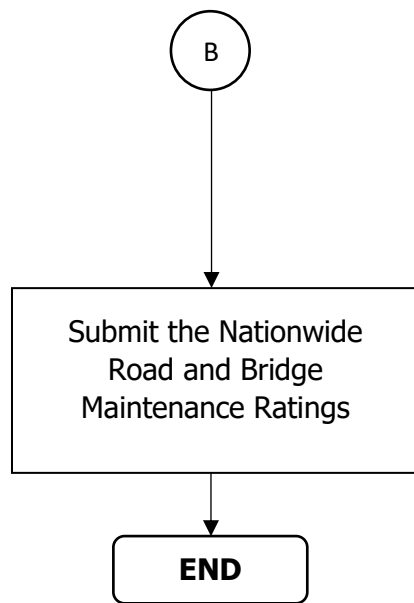 B
Submit the Nationwide
Road and Bridge
Maintenance Ratings
END